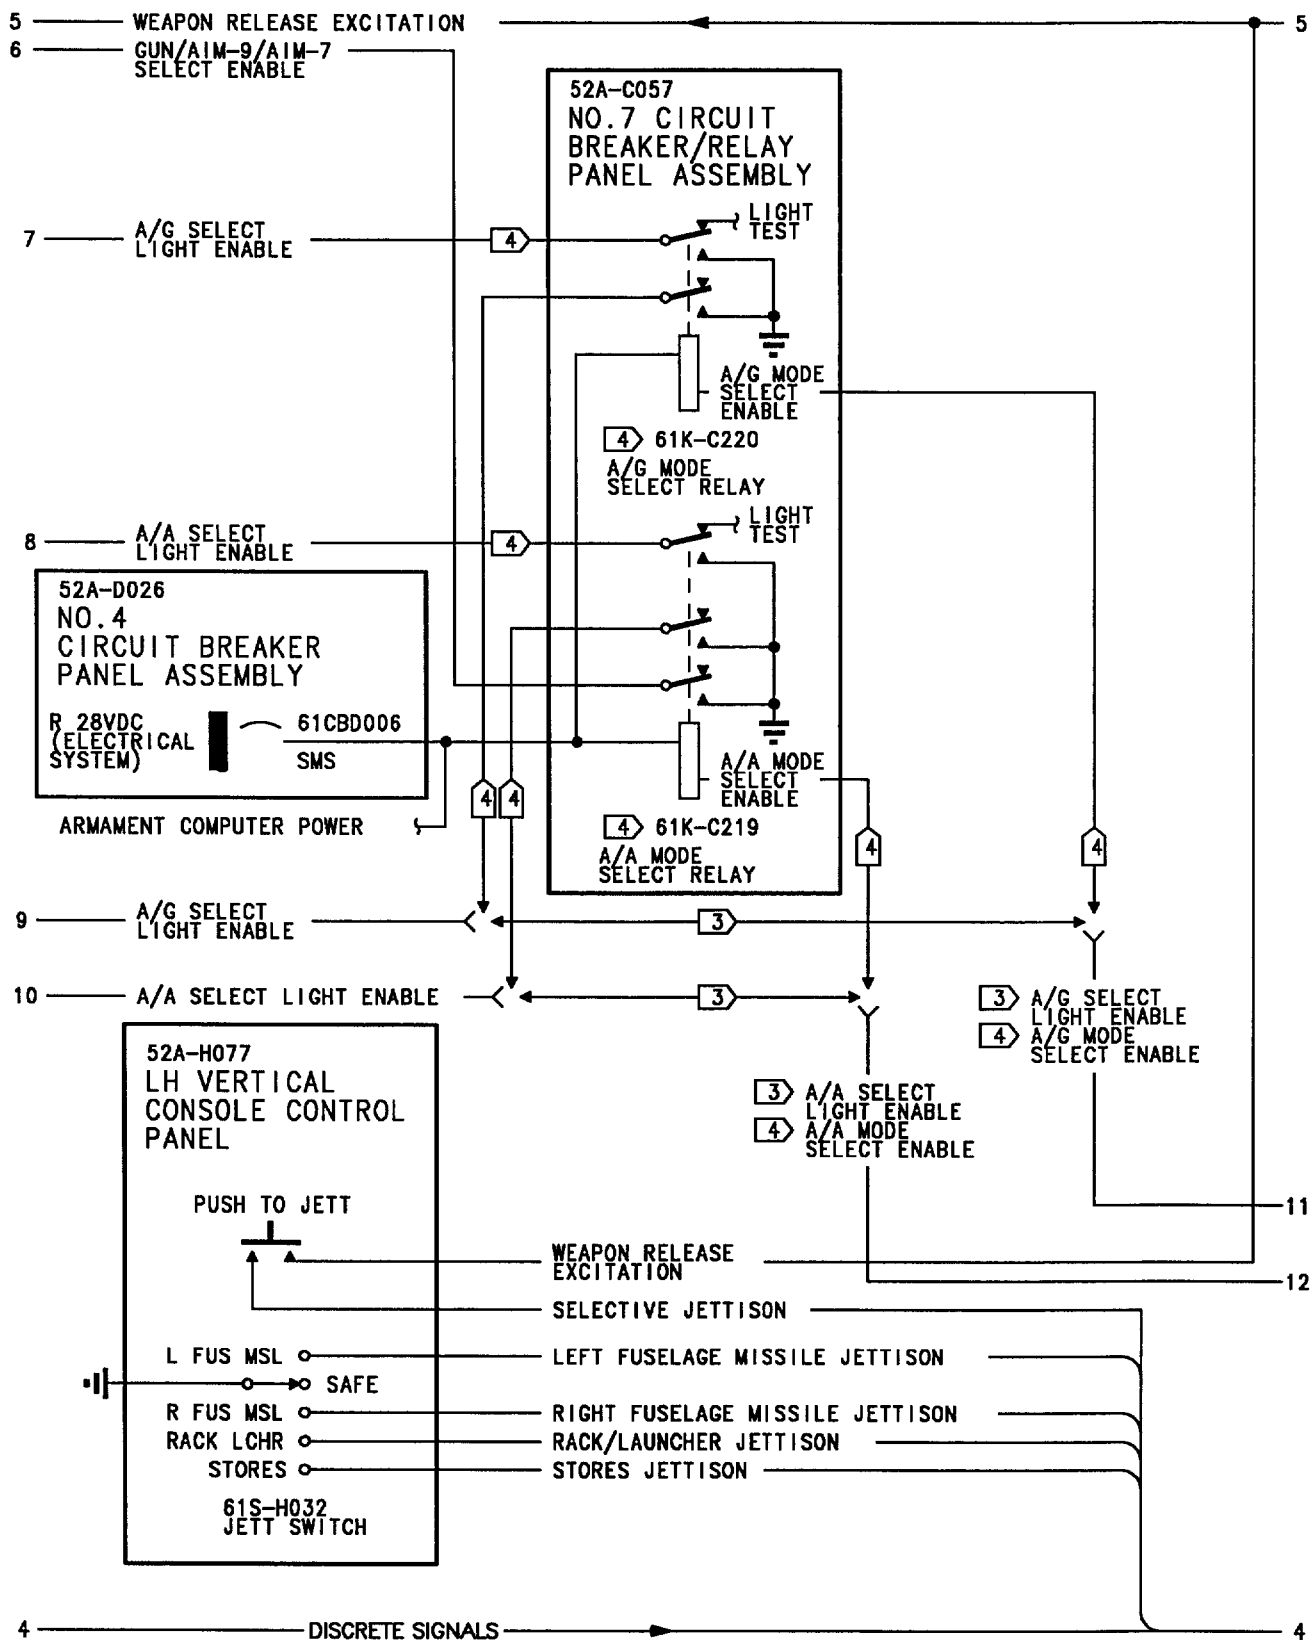 5 WEAPON RELEASE EXCITATION 5
6 GUN/AIM-9/AIM-7
SELECT ENABLE
52A-C057
NO.7 CIRCUIT
BREAKER/RELAY
PANEL ASSEMBLY
LIGHT
TEST
7 A/G SELECT
LIGHT ENABLE
4
A/G MODE
SELECT
ENABLE
4 61K-C220
A/G MODE
SELECT RELAY
LIGHT
TEST
8 A/A SELECT
LIGHT ENABLE
4
52A-D026
NO.4
CIRCUIT BREAKER
PANEL ASSEMBLY
R 28VDC
(ELECTRICAL
SYSTEM)
61CBD006
SMS
A/A MODE
SELECT
ENABLE
4 4
ARMAMENT COMPUTER POWER
4 61K-C219
A/A MODE
SELECT RELAY
4
4
9 A/G SELECT
LIGHT ENABLE
3
10 A/A SELECT LIGHT ENABLE
3
3 A/G SELECT
LIGHT ENABLE
4 A/G MODE
SELECT ENABLE
52A-H077
LH VERTICAL
CONSOLE CONTROL
PANEL
3 A/A SELECT
LIGHT ENABLE
4 A/A MODE
SELECT ENABLE
PUSH TO JETT
11
WEAPON RELEASE
EXCITATION
12
SELECTIVE JETTISON
L FUS MSL LEFT FUSELAGE MISSILE JETTISON
SAFE
R FUS MSL RIGHT FUSELAGE MISSILE JETTISON
RACK LCHR RACK/LAUNCHER JETTISON
STORES STORES JETTISON
61S-H032
JETT SWITCH
4 DISCRETE SIGNALS 4